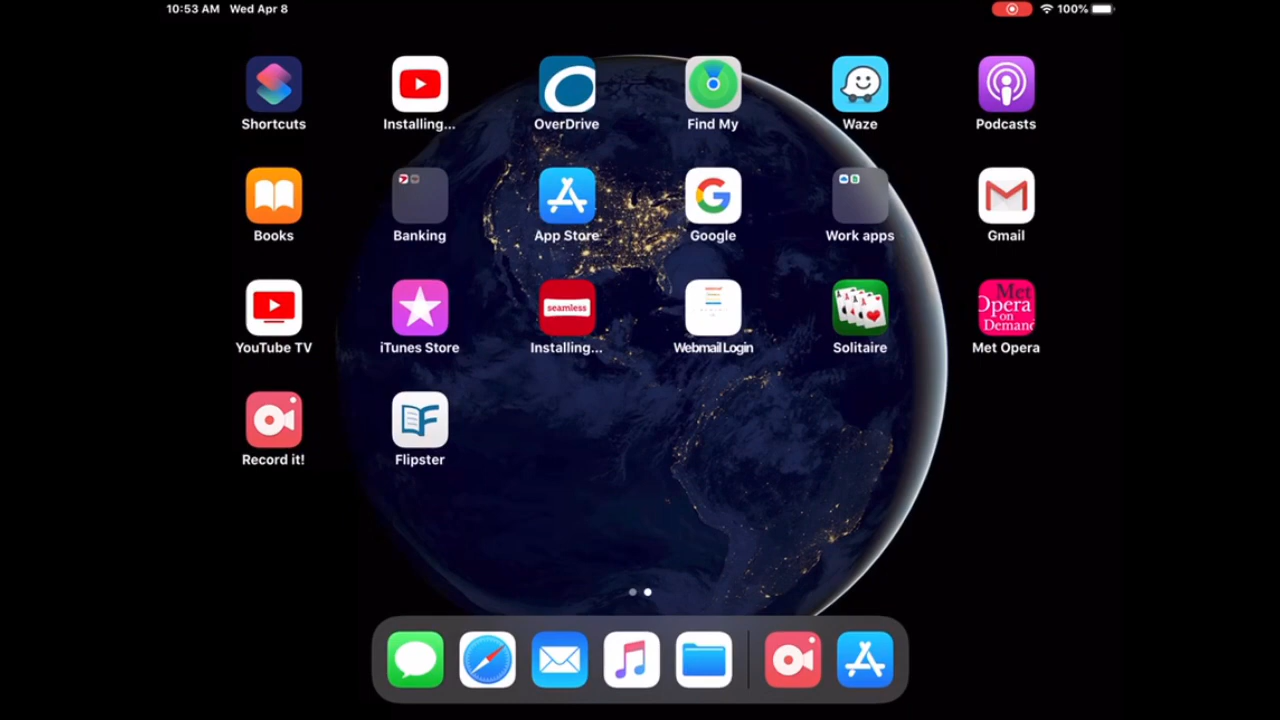 10:53 AM Wed Apr 8 100%
Shortcuts Installing... OverDrive Find My Waze Podcasts
Books Banking App Store Google Work apps Gmail
seamless
Met
Opera
on
Demand
YouTube TV iTunes Store Installing... Webmail Login Solitaire Met Opera
Record it! Flipster